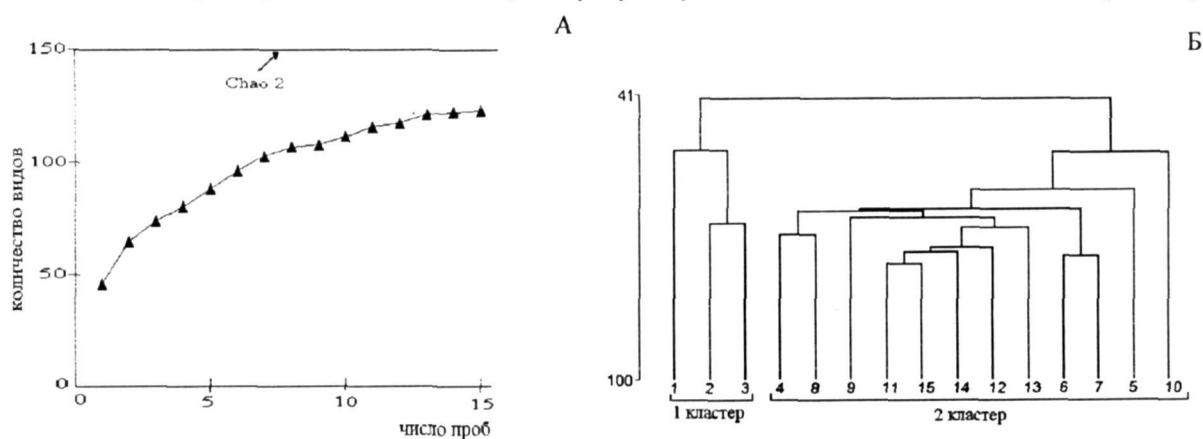 А
150
Chao 2
100
50
0
количество видов
0 5 10 15
число проб
Б
41
100
1 2 3 4 8 9 11 15 14 12 13 6 7 5 10
1 кластер 2 кластер